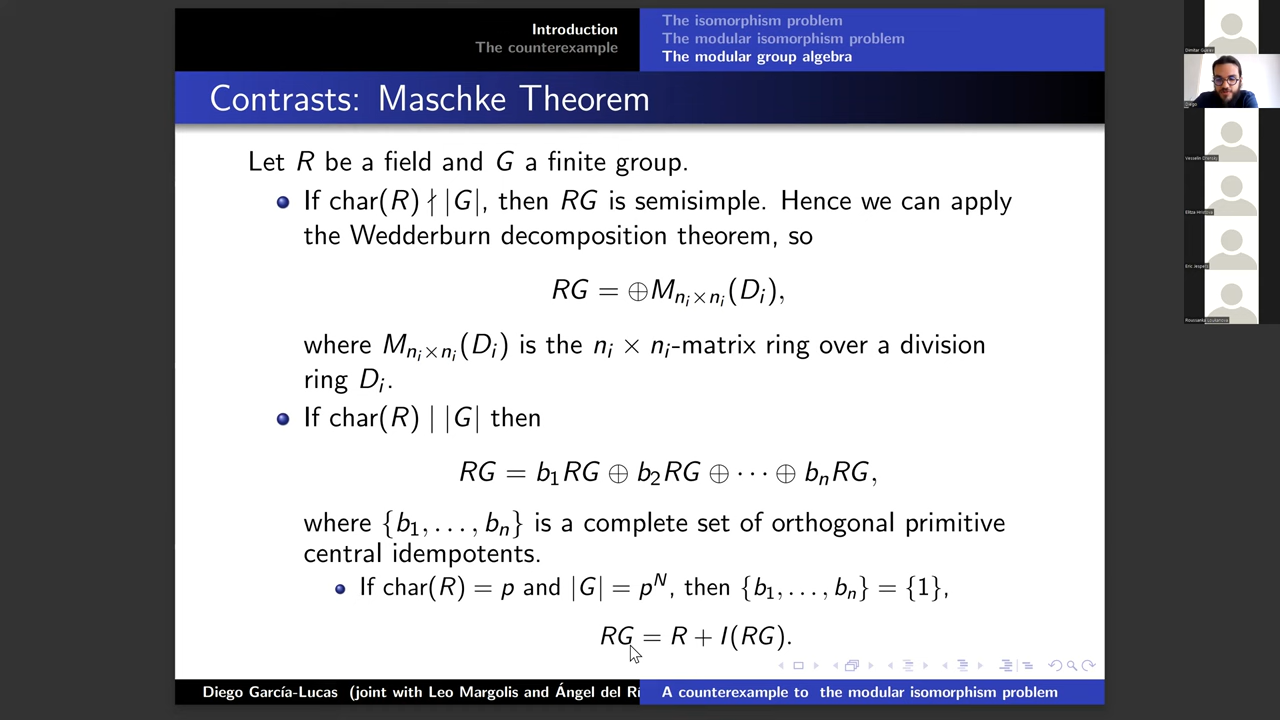 Introduction
The counterexample
The isomorphism problem
The modular isomorphism problem
The modular group algebra
Contrasts: Maschke Theorem
Let R be a field and G a finite group.
If char(R) ∤ |G|, then RG is semisimple. Hence we can apply
the Wedderburn decomposition theorem, so
RG = ⊕M_{n_i×n_i}(D_i),
where M_{n_i×n_i}(D_i) is the n_i × n_i-matrix ring over a division
ring D_i.
If char(R) | |G| then
RG = b_1RG ⊕ b_2RG ⊕ ··· ⊕ b_nRG,
where {b_1, . . . , b_n} is a complete set of orthogonal primitive
central idempotents.
If char(R) = p and |G| = p^N, then {b_1, . . . , b_n} = {1},
RG = R + I(RG).
Diego García-Lucas (joint with Leo Margolis and Ángel del Rí
A counterexample to the modular isomorphism problem
Diego